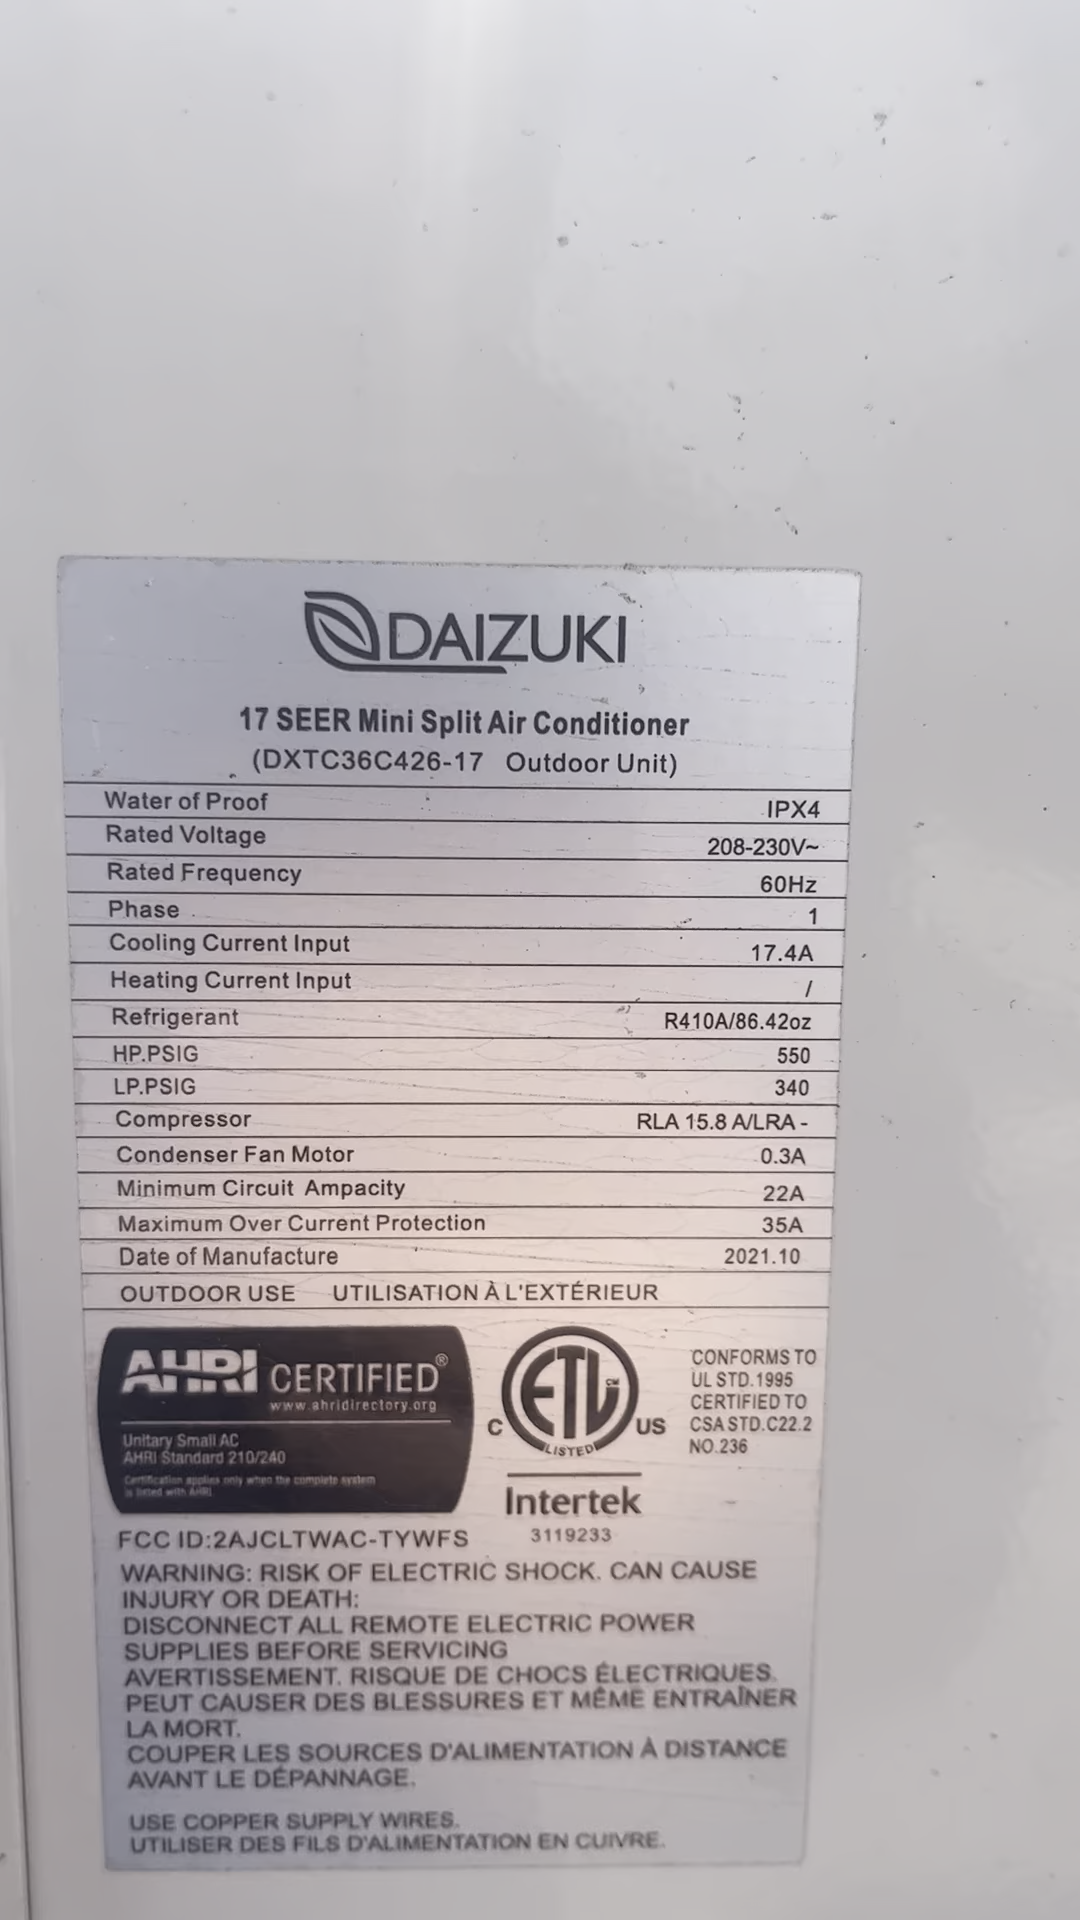 DAIZUKI
17 SEER Mini Split Air Conditioner
(DXTC36C426-17 Outdoor Unit)
Water of Proof IPX4
Rated Voltage 208-230V~
Rated Frequency 60Hz
Phase 1
Cooling Current Input 17.4A
Heating Current Input /
Refrigerant R410A/86.42oz
HP.PSIG 550
LP.PSIG 340
Compressor RLA 15.8 A/LRA -
Condenser Fan Motor 0.3A
Minimum Circuit Ampacity 22A
Maximum Over Current Protection 35A
Date of Manufacture 2021.10
OUTDOOR USE UTILISATION À L'EXTÉRIEUR
AHRI CERTIFIED®
www.ahridirectory.org
Unitary Small AC
AHRI Standard 210/240
Certification applies only when the complete system
is listed with AHRI
C ETL CM US
LISTED
Intertek
3119233
CONFORMS TO
UL STD.1995
CERTIFIED TO
CSA STD.C22.2
NO.236
FCC ID:2AJCLTWAC-TYWFS
WARNING: RISK OF ELECTRIC SHOCK. CAN CAUSE
INJURY OR DEATH:
DISCONNECT ALL REMOTE ELECTRIC POWER
SUPPLIES BEFORE SERVICING
AVERTISSEMENT. RISQUE DE CHOCS ÉLECTRIQUES.
PEUT CAUSER DES BLESSURES ET MÊME ENTRAÎNER
LA MORT.
COUPER LES SOURCES D'ALIMENTATION À DISTANCE
AVANT LE DÉPANNAGE.
USE COPPER SUPPLY WIRES.
UTILISER DES FILS D'ALIMENTATION EN CUIVRE.